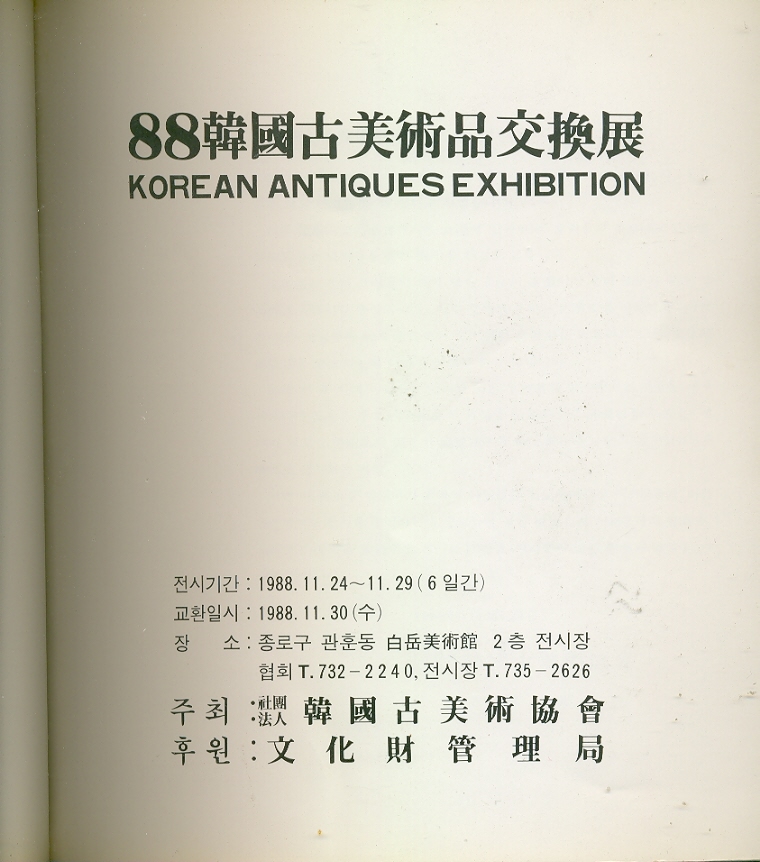 88韓國古美術品交換展
KOREAN ANTIQUES EXHIBITION
전시기간 : 1988. 11. 24~11. 29 ( 6 일간)
교환일시 : 1988. 11. 30 (수)
장 소 : 종로구 관훈동 白岳美術館 2 층 전시장
협회 T. 732-2240, 전시장 T. 735-2626
주최 : 社團法人 韓國古美術協會
후원 : 文化財管理局